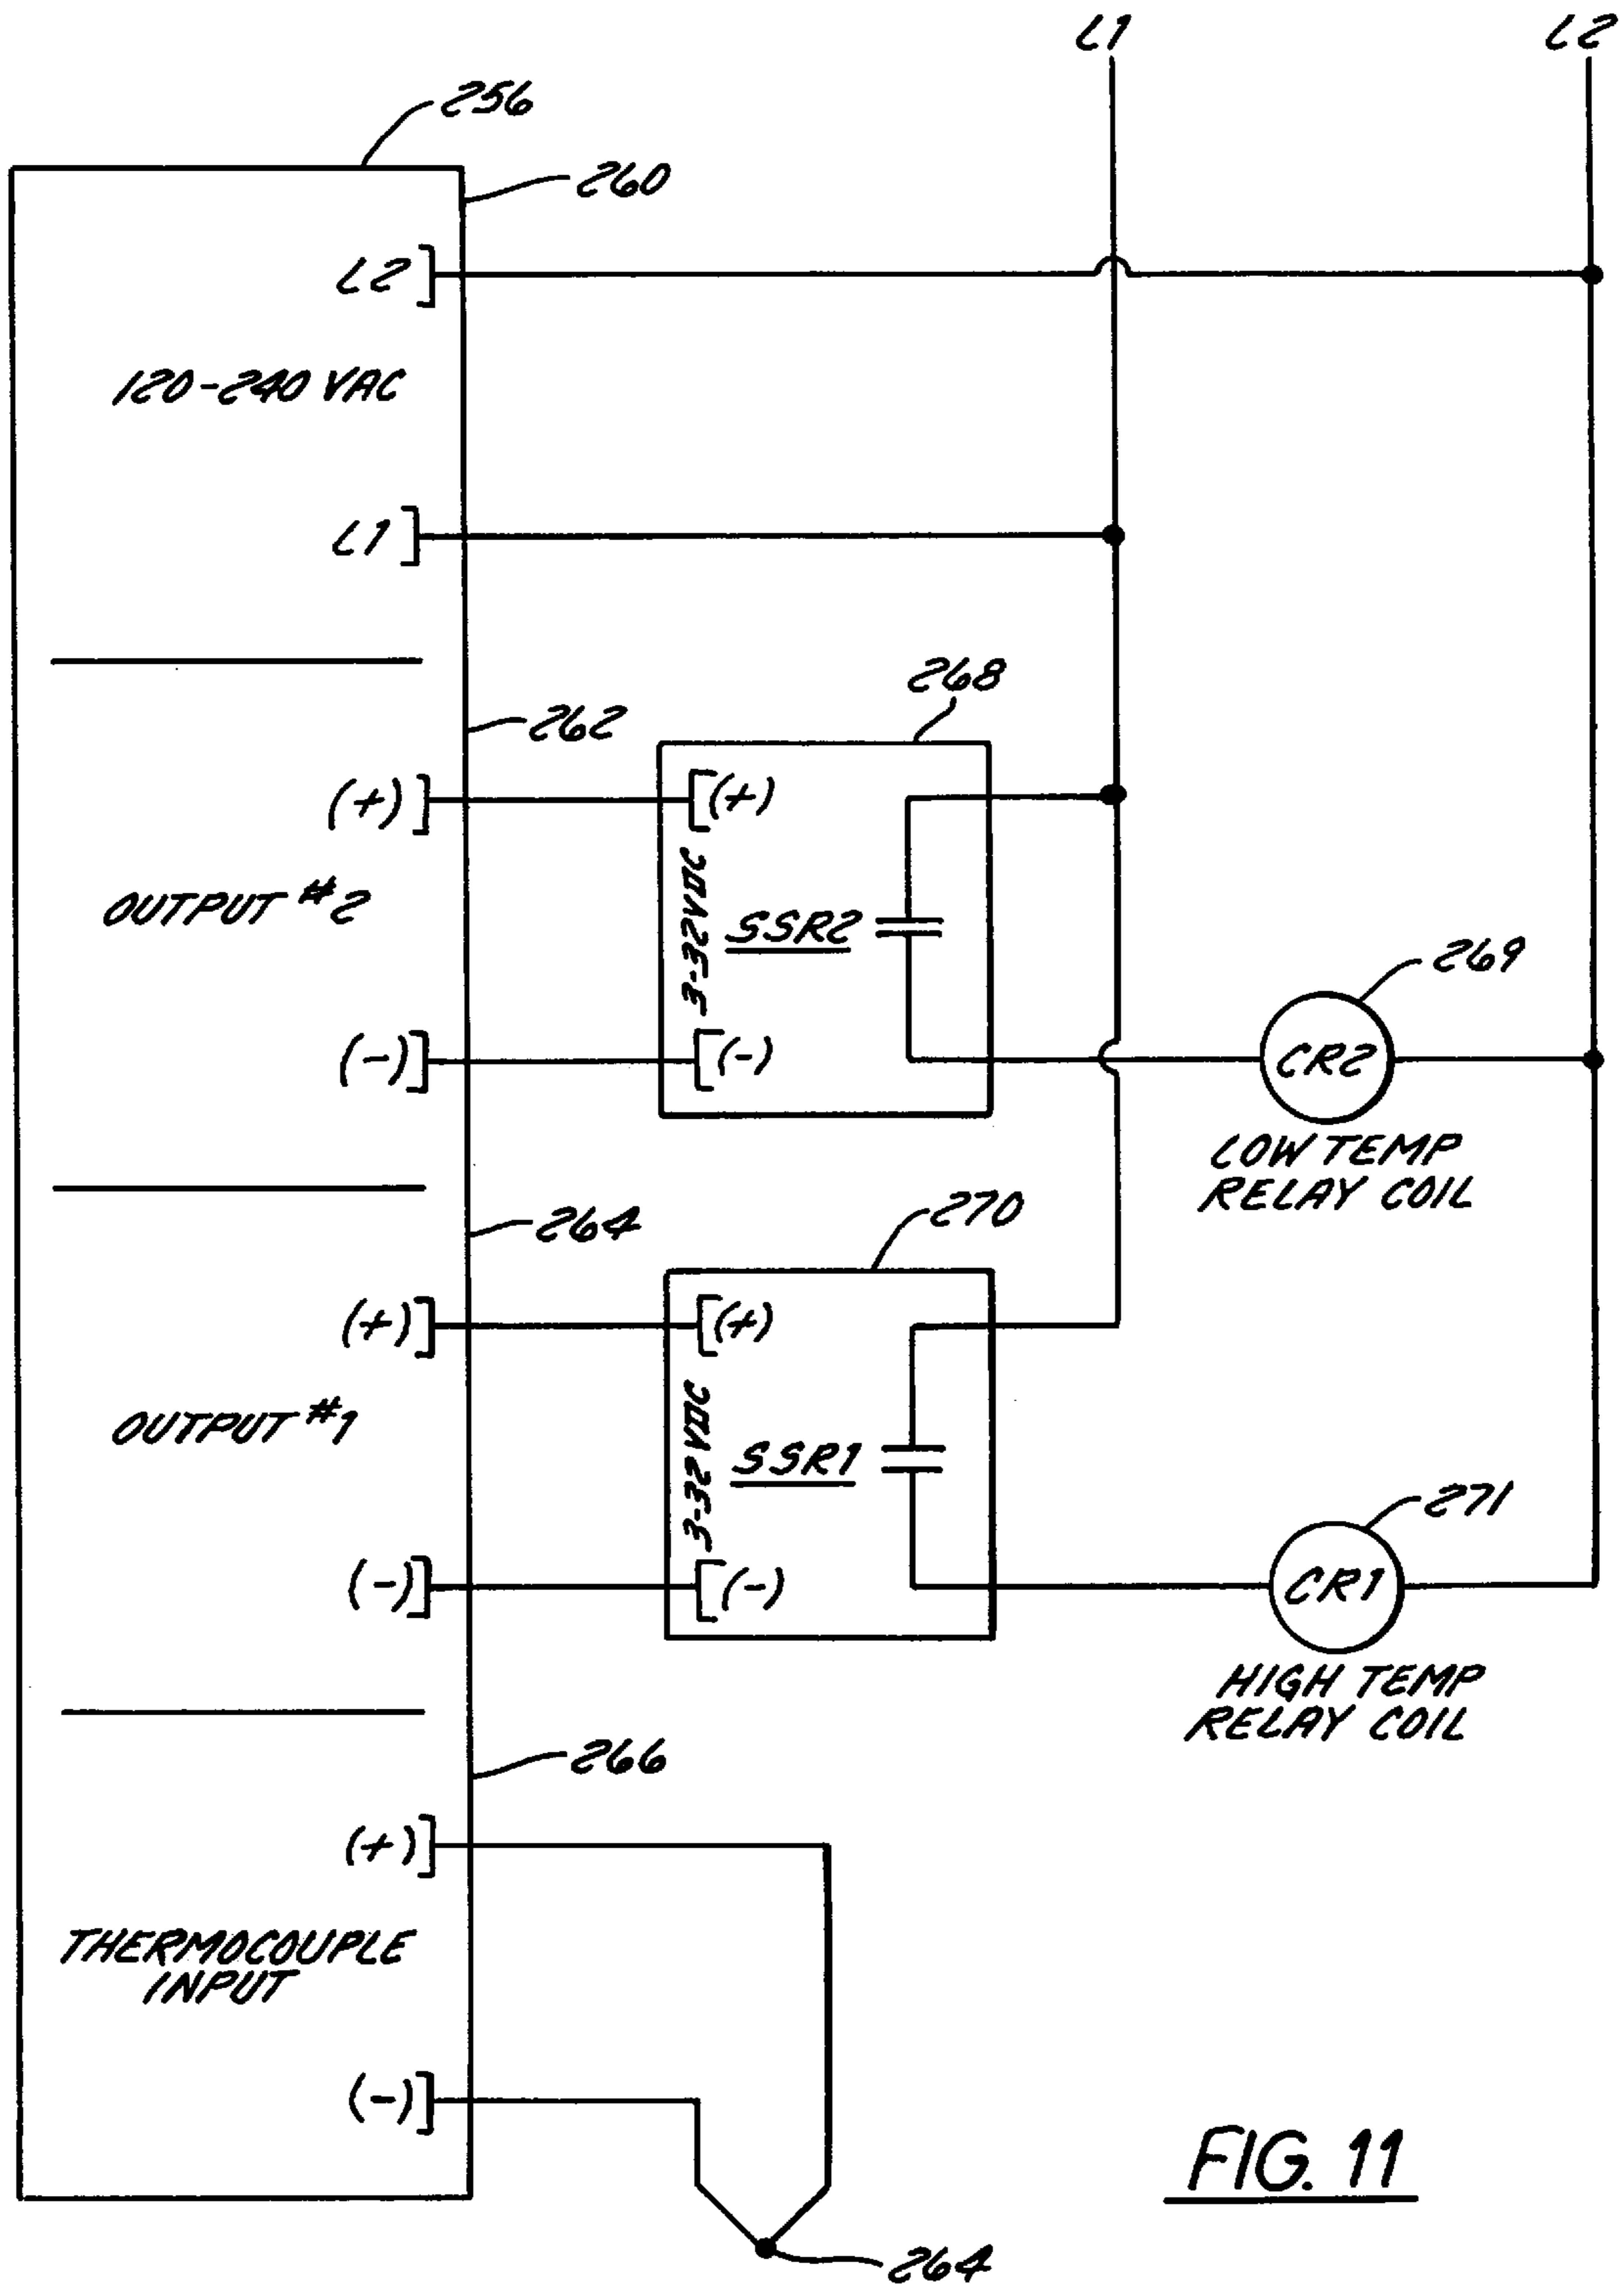 L1
L2
256
260
L2
120-240 VAC
L1
262
268
(+)
(+)
OUTPUT #2
3-32VDC
SSR2
269
(-)
(-)
CR2
LOW TEMP
RELAY COIL
264
270
(+)
(+)
OUTPUT #1
3-32 VDC
SSR1
271
(-)
(-)
CR1
HIGH TEMP
RELAY COIL
266
(+)
THERMOCOUPLE
INPUT
(-)
264
FIG. 11